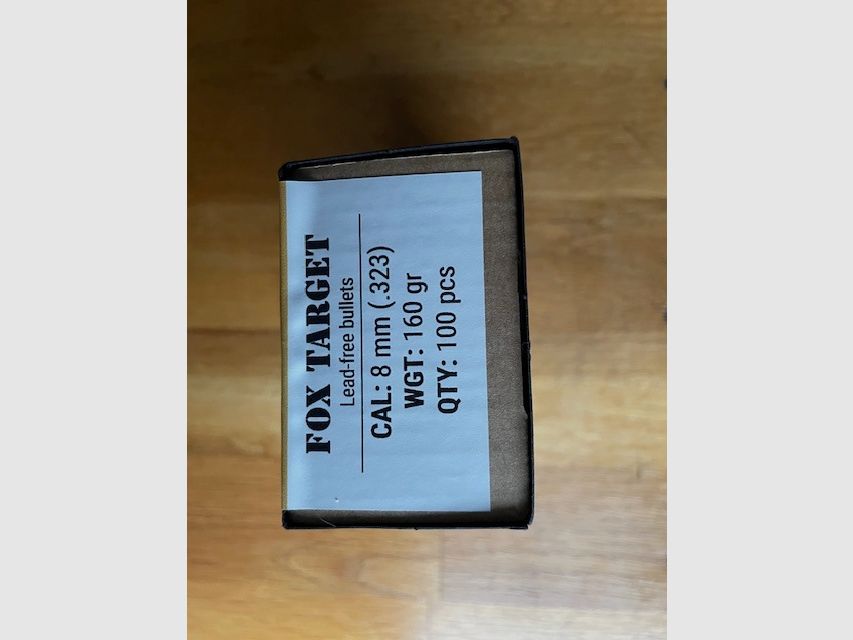 FOX TARGET
Lead-free bullets
CAL: 8 mm (.323)
WGT: 160 gr
QTY: 100 pcs